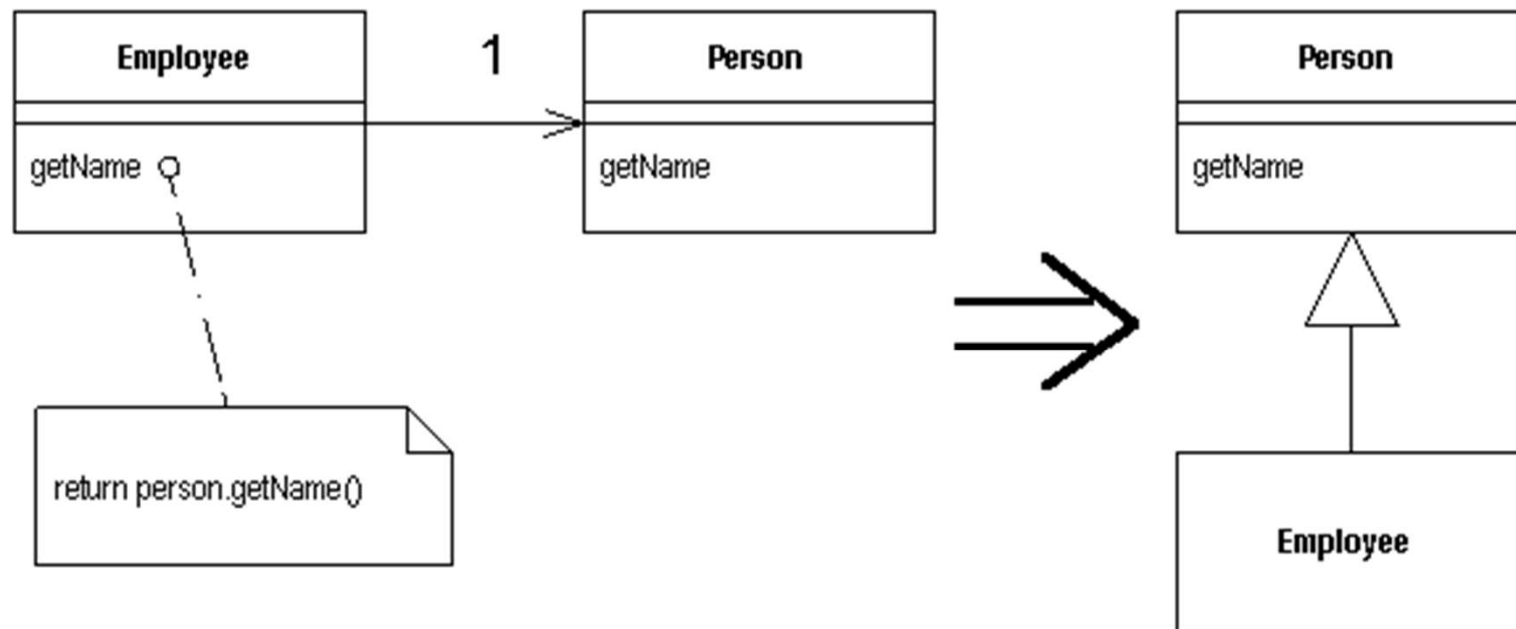 Employee
1
Person
getName
getName
return person.getName()
Person
getName
Employee